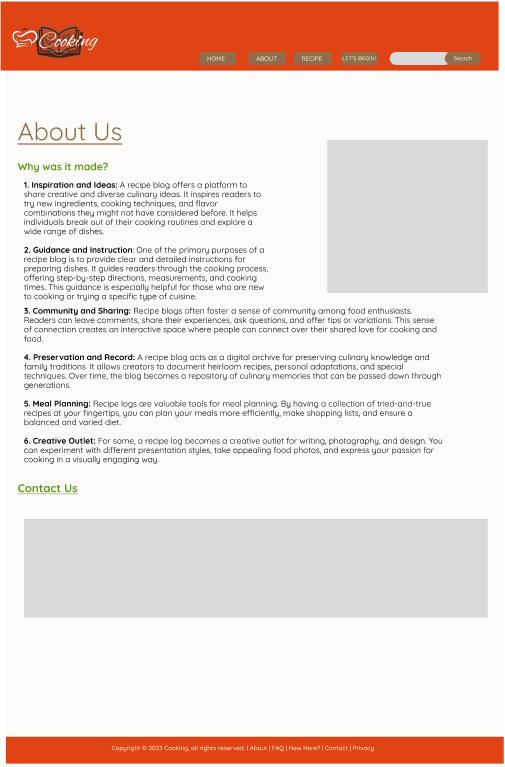 Cooking
HOME ABOUT RECIPE LET'S BEGIN! Search
About Us
Why was it made?
1. Inspiration and Ideas: A recipe blog offers a platform to
share creative and diverse culinary ideas. It inspires readers to
try new ingredients, cooking techniques, and flavor
combinations they might not have considered before. It helps
individuals break out of their cooking routines and explore a
wide range of dishes.
2. Guidance and Instruction: One of the primary purposes of a
recipe blog is to provide clear and detailed instructions for
preparing dishes. It guides readers through the cooking process,
offering step-by-step directions, measurements, and cooking
times. This guidance is especially helpful for those who are new
to cooking or trying a specific type of cuisine.
3. Community and Sharing: Recipe blogs often foster a sense of community among food enthusiasts.
Readers can leave comments, share their experiences, ask questions, and offer tips or variations. This sense
of connection creates an interactive space where people can connect over their shared love for cooking and
food.
4. Preservation and Record: A recipe blog acts as a digital archive for preserving culinary knowledge and
family traditions. It allows creators to document heirloom recipes, personal adaptations, and special
techniques. Over time, the blog becomes a repository of culinary memories that can be passed down through
generations.
5. Meal Planning: Recipe logs are valuable tools for meal planning. By having a collection of tried-and-true
recipes at your fingertips, you can plan your meals more efficiently, make shopping lists, and ensure a
balanced and varied diet.
6. Creative Outlet: For some, a recipe log becomes a creative outlet for writing, photography, and design. You
can experiment with different presentation styles, take appealing food photos, and express your passion for
cooking in a visually engaging way.
Contact Us
Copyright © 2023 Cooking, all rights reserved. | About | FAQ | New Here? | Contact | Privacy